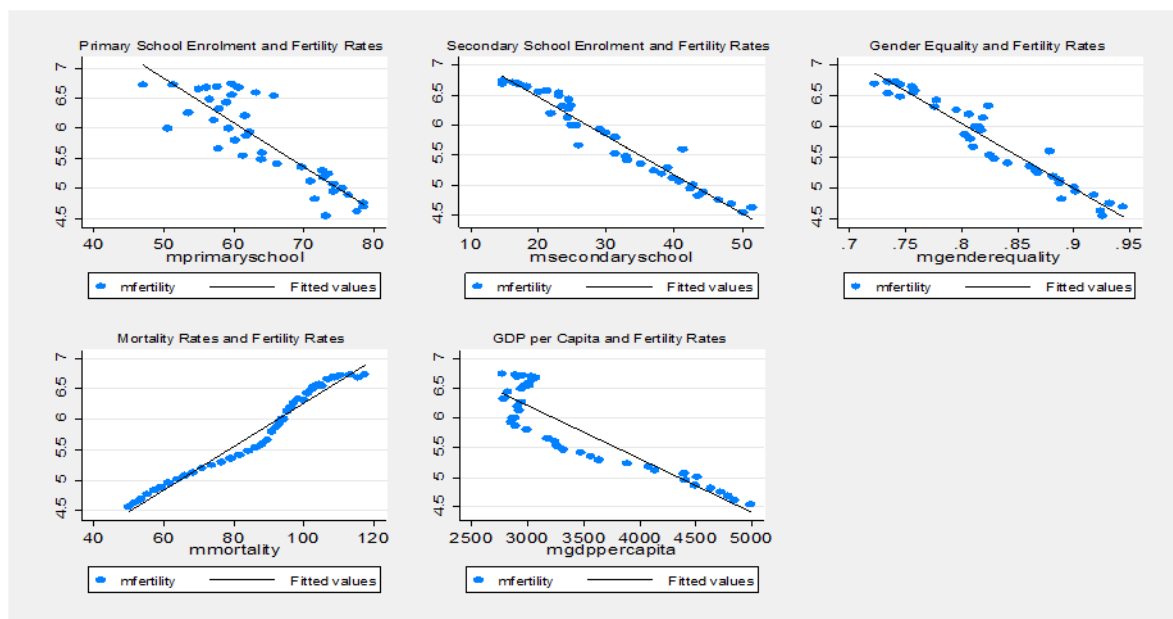 Primary School Enrolment and Fertility Rates
7
6.5
6
5.5
5
4.5
40 50 60 70 80
mprimaryschool
mfertility Fitted values
Secondary School Enrolment and Fertility Rates
7
6.5
6
5.5
5
4.5
10 20 30 40 50
msecondaryschool
mfertility Fitted values
Gender Equality and Fertility Rates
7
6.5
6
5.5
5
4.5
.7 .75 .8 .85 .9 .95
mgenderequality
mfertility Fitted values
Mortality Rates and Fertility Rates
7
6.5
6
5.5
5
4.5
40 60 80 100 120
mmortality
mfertility Fitted values
GDP per Capita and Fertility Rates
7
6.5
6
5.5
5
4.5
2500 3000 3500 4000 4500 5000
mgdppercapita
mfertility Fitted values